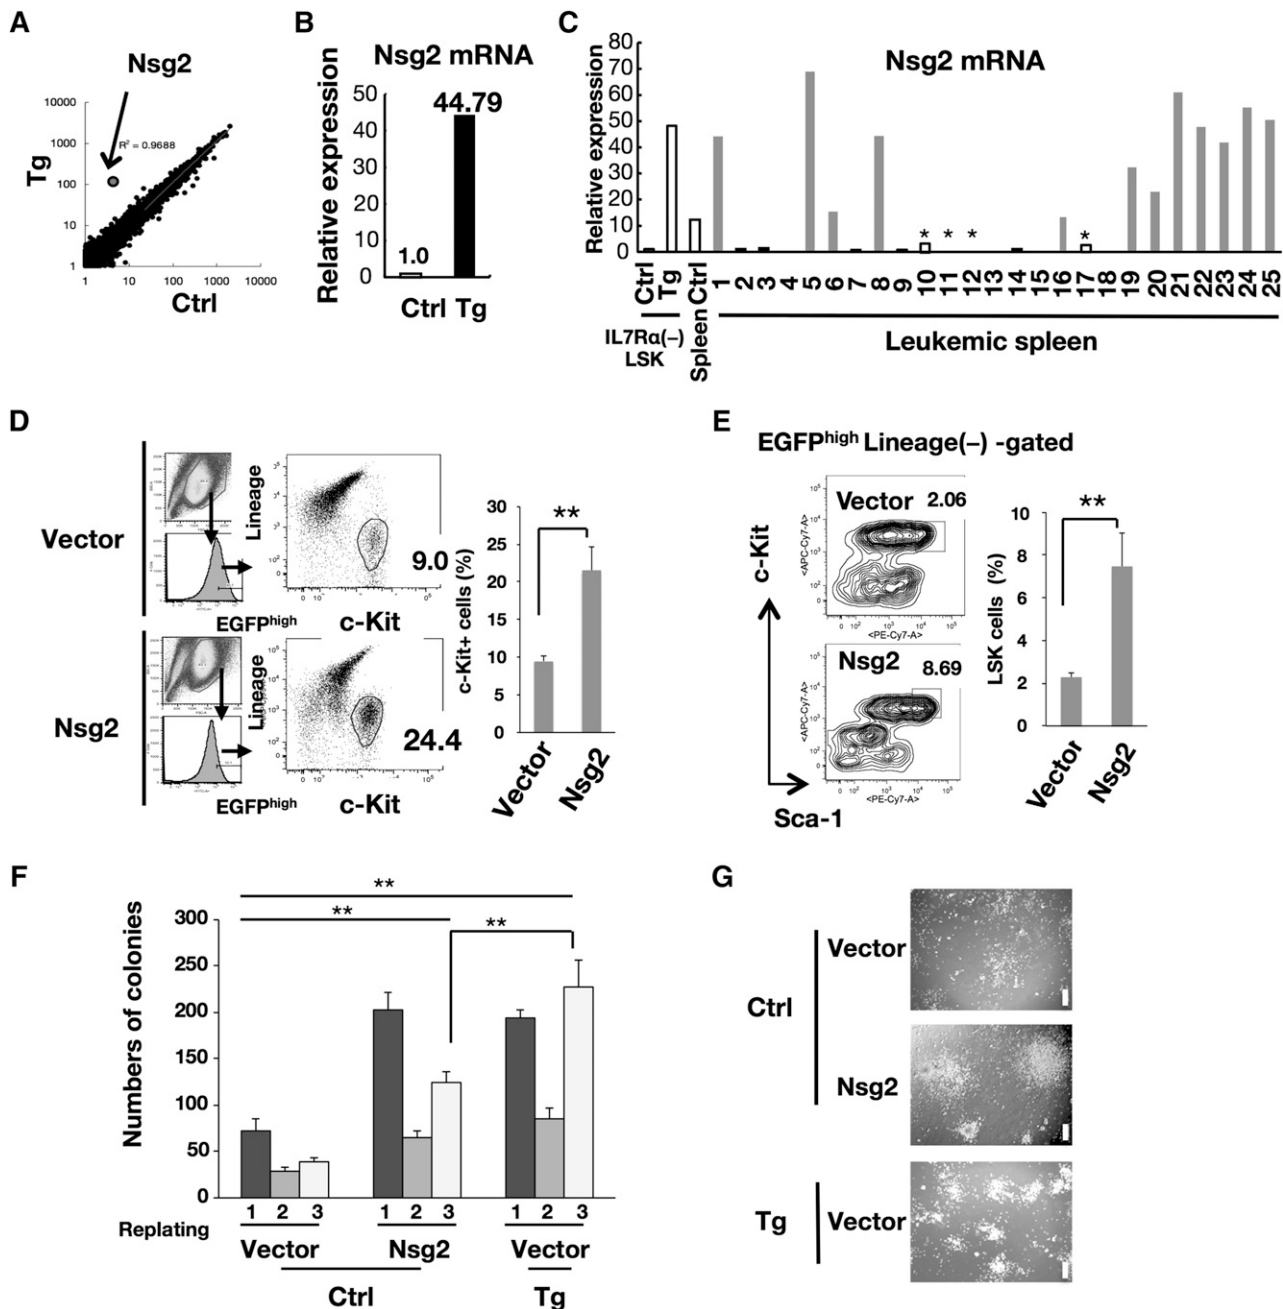 A
Nsg2
Tg
10000
1000
100
10
1
R² = 0.9688
1 10 100 1000 10000
Ctrl
B
Nsg2 mRNA
Relative expression
50
40
30
20
10
0
1.0
44.79
Ctrl Tg
C
Nsg2 mRNA
Relative expression
80
70
60
50
40
30
20
10
0
* * * *
Ctrl Tg Ctrl 1 2 3 4 5 6 7 8 9 10 11 12 13 14 15 16 17 18 19 20 21 22 23 24 25
IL7Rα(−)
LSK
Spleen
Leukemic spleen
D
Vector
EGFPhigh
Lineage
c-Kit
9.0
Nsg2
EGFPhigh
Lineage
c-Kit
24.4
c-Kit+ cells (%)
30
25
20
15
10
5
0
**
Vector Nsg2
E
EGFPhigh Lineage(−) -gated
c-Kit
Sca-1
Vector 2.06
<APC-Cy7-A>
<PE-Cy7-A>
Nsg2 8.69
<APC-Cy7-A>
<PE-Cy7-A>
LSK cells (%)
10
8
6
4
2
0
**
Vector Nsg2
F
Numbers of colonies
300
250
200
150
100
50
0
**
**
**
Replating
1 2 3 1 2 3 1 2 3
Vector Nsg2 Vector
Ctrl Tg
G
Ctrl
Vector
Nsg2
Tg
Vector